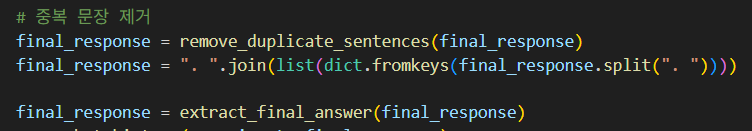 # 중복 문장 제거
final_response = remove_duplicate_sentences(final_response)
final_response = ". ".join(list(dict.fromkeys(final_response.split(". "))))
final_response = extract_final_answer(final_response)